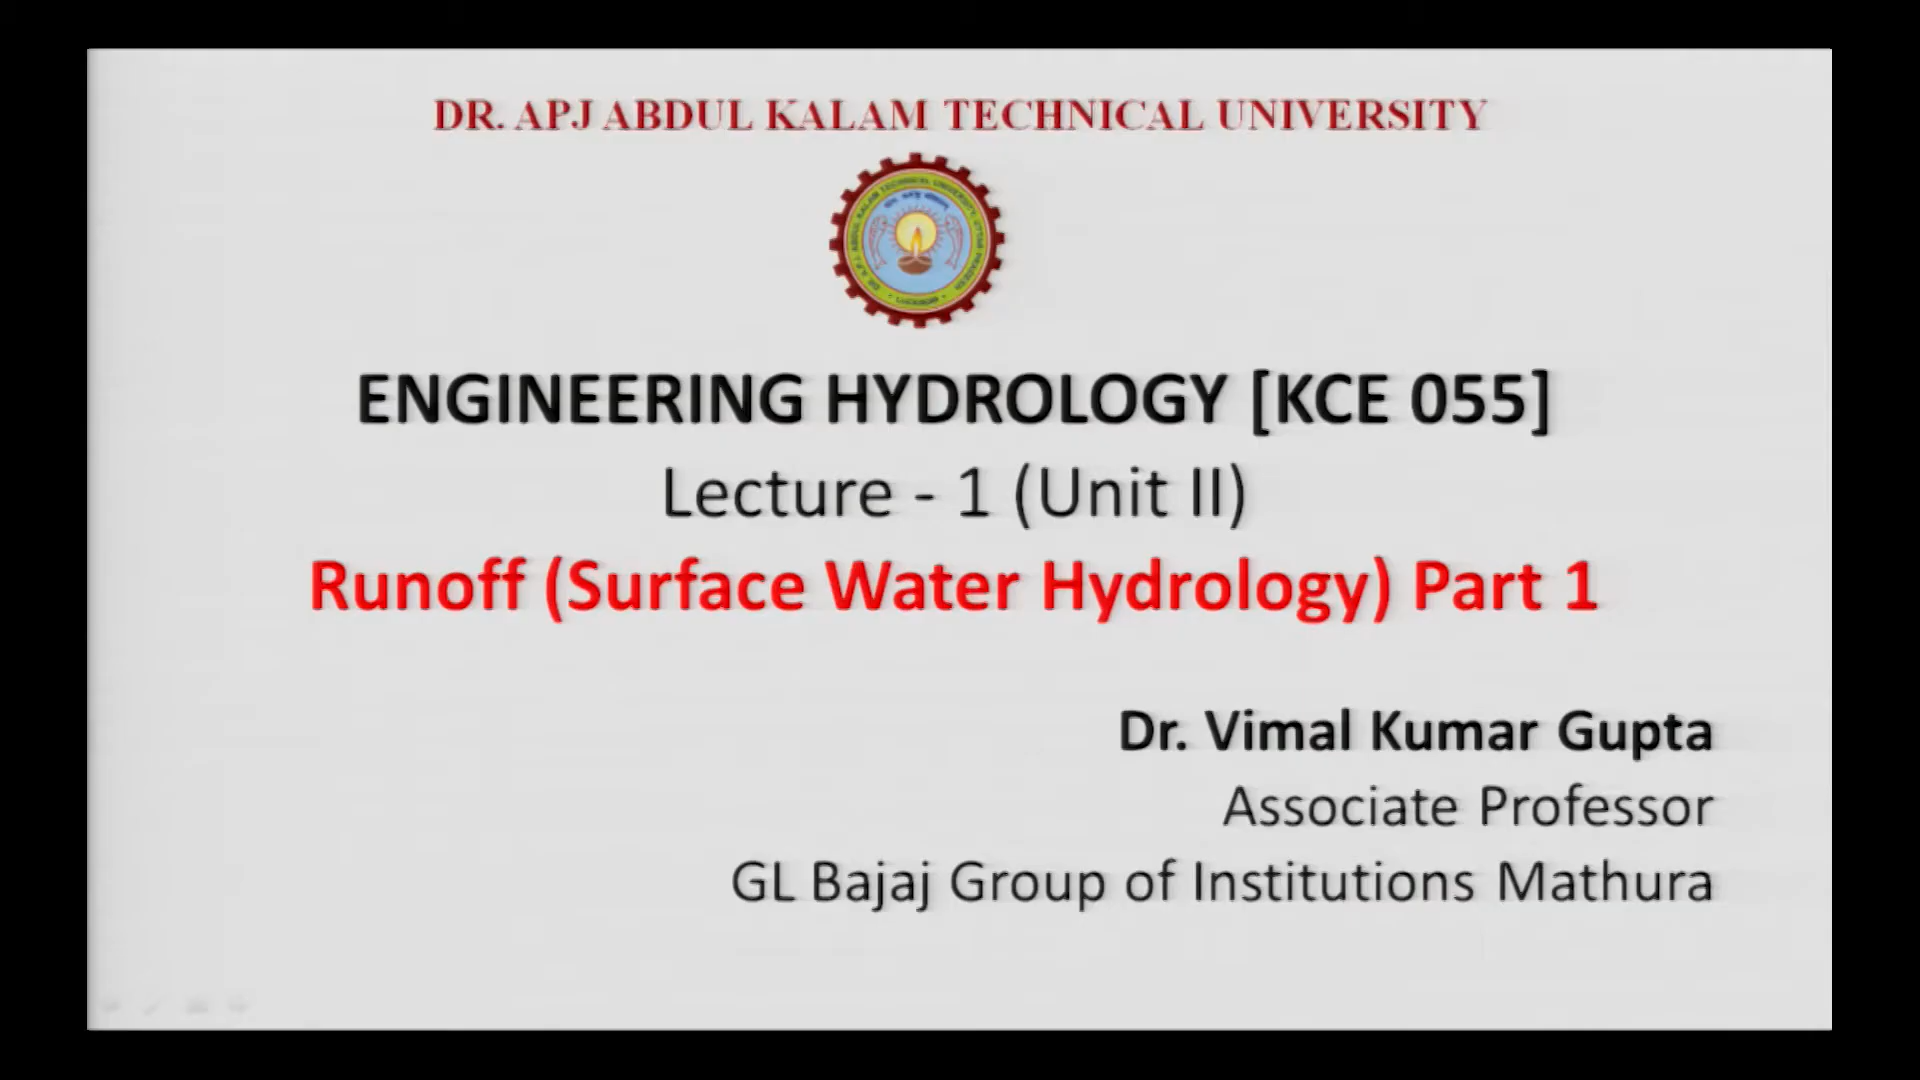 DR. APJ ABDUL KALAM TECHNICAL UNIVERSITY
ENGINEERING HYDROLOGY [KCE 055]
Lecture - 1 (Unit II)
Runoff (Surface Water Hydrology) Part 1
Dr. Vimal Kumar Gupta
Associate Professor
GL Bajaj Group of Institutions Mathura